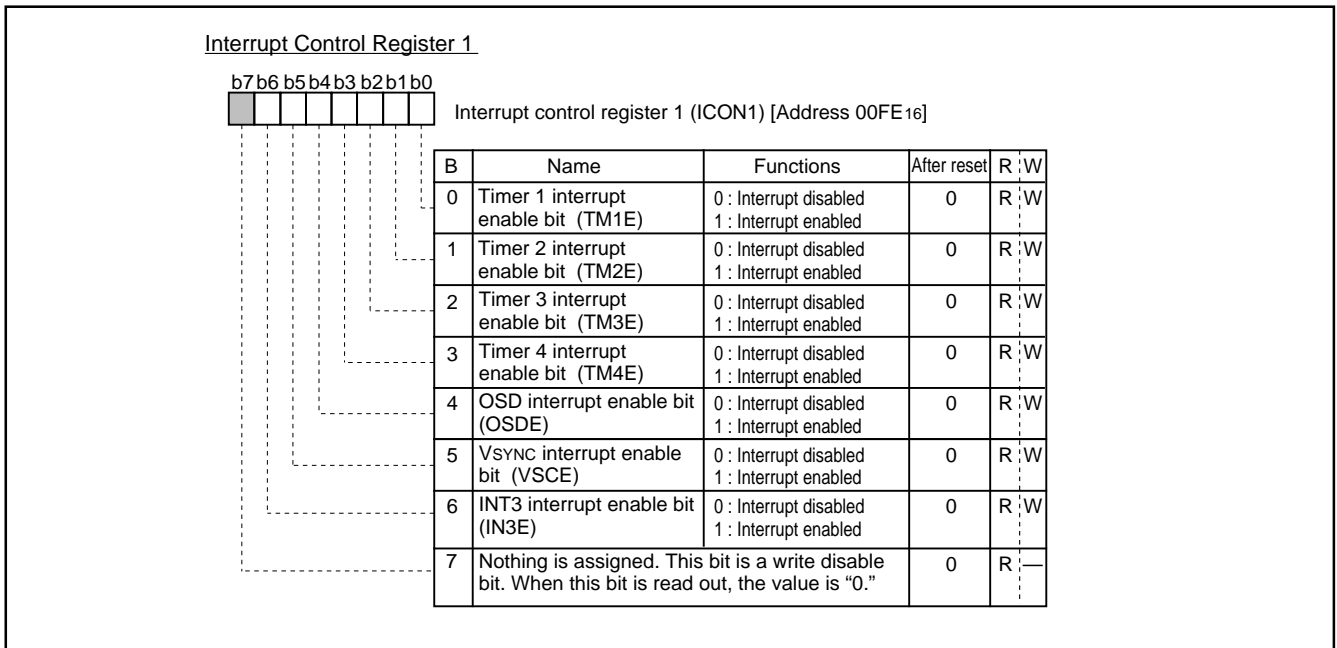 Interrupt Control Register 1
b7 b6 b5 b4 b3 b2 b1 b0
Interrupt control register 1 (ICON1) [Address 00FE16]
B Name Functions After reset R W
0 Timer 1 interrupt enable bit (TM1E) 0 : Interrupt disabled 1 : Interrupt enabled 0 R W
1 Timer 2 interrupt enable bit (TM2E) 0 : Interrupt disabled 1 : Interrupt enabled 0 R W
2 Timer 3 interrupt enable bit (TM3E) 0 : Interrupt disabled 1 : Interrupt enabled 0 R W
3 Timer 4 interrupt enable bit (TM4E) 0 : Interrupt disabled 1 : Interrupt enabled 0 R W
4 OSD interrupt enable bit (OSDE) 0 : Interrupt disabled 1 : Interrupt enabled 0 R W
5 VSYNC interrupt enable bit (VSCE) 0 : Interrupt disabled 1 : Interrupt enabled 0 R W
6 INT3 interrupt enable bit (IN3E) 0 : Interrupt disabled 1 : Interrupt enabled 0 R W
7 Nothing is assigned. This bit is a write disable bit. When this bit is read out, the value is “0.” 0 R —